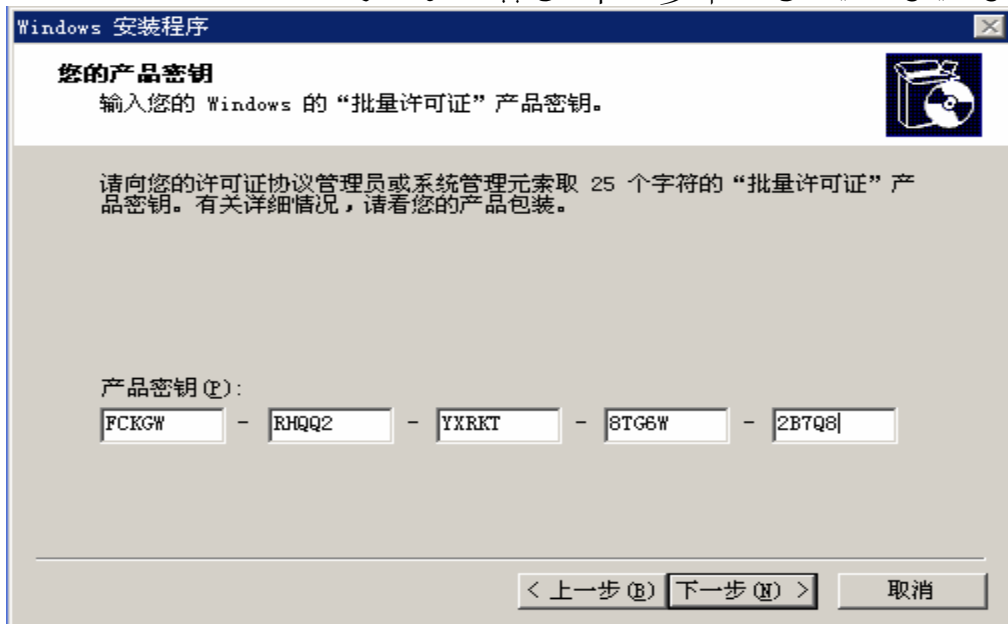 Windows 安装程序
您的产品密钥
输入您的 Windows 的“批量许可证”产品密钥。
请向您的许可证协议管理员或系统管理元索取 25 个字符的“批量许可证”产
品密钥。有关详细情况，请看您的产品包装。
产品密钥(P):
FCKGW - RHQQ2 - YXRKT - 8TG6W - 2B7Q8
< 上一步(B) 下一步(N) > 取消